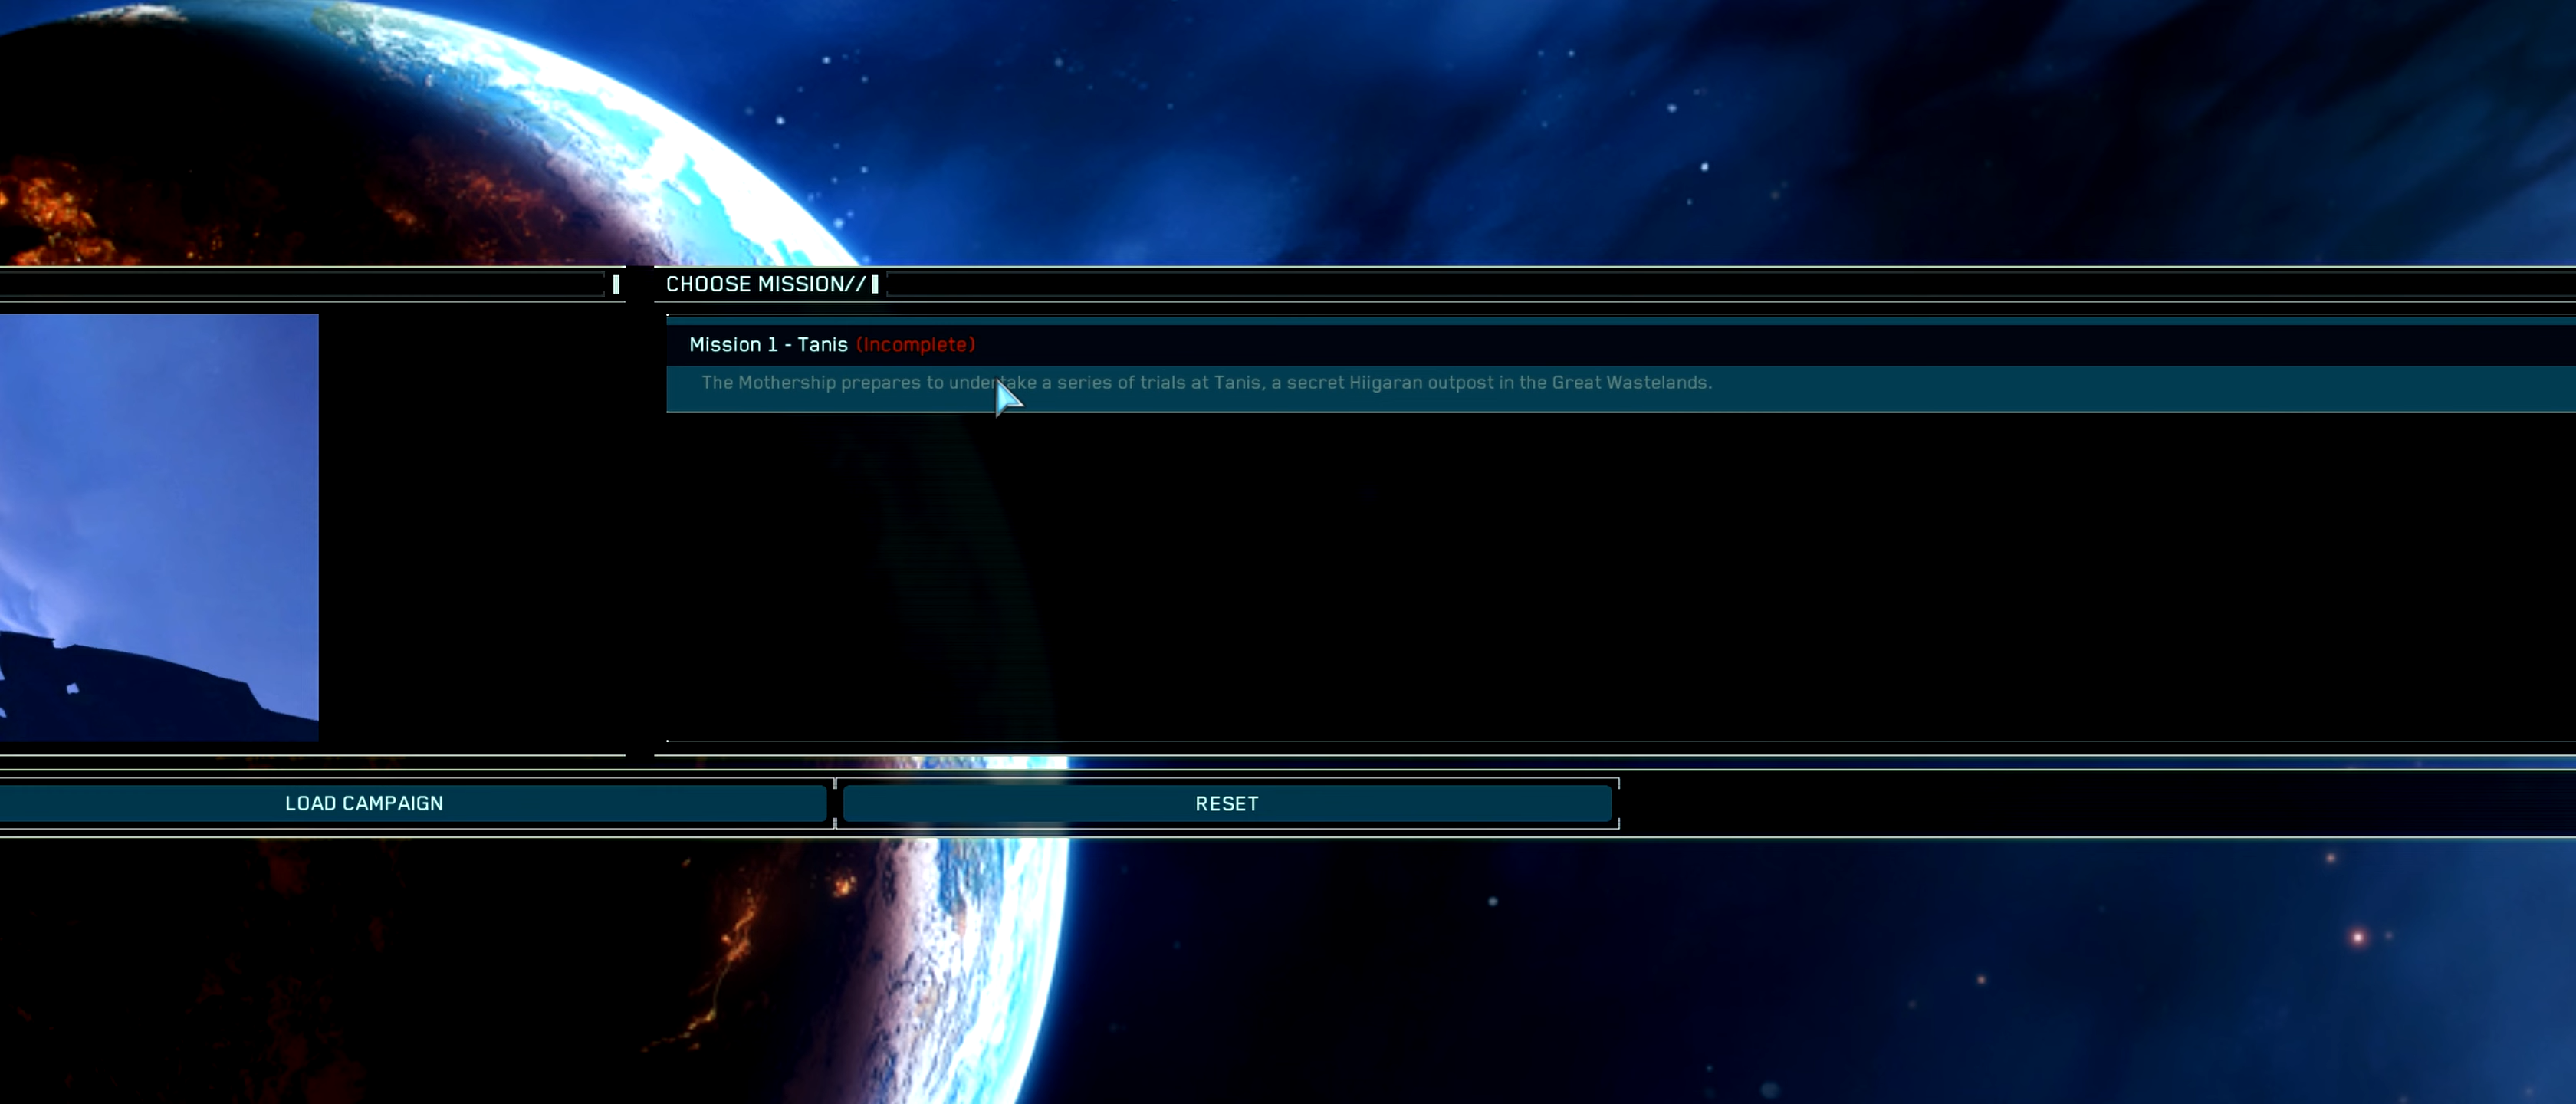 CHOOSE MISSION//
Mission 1 - Tanis (Incomplete)
The Mothership prepares to undertake a series of trials at Tanis, a secret Hiigaran outpost in the Great Wastelands.
LOAD CAMPAIGN
RESET